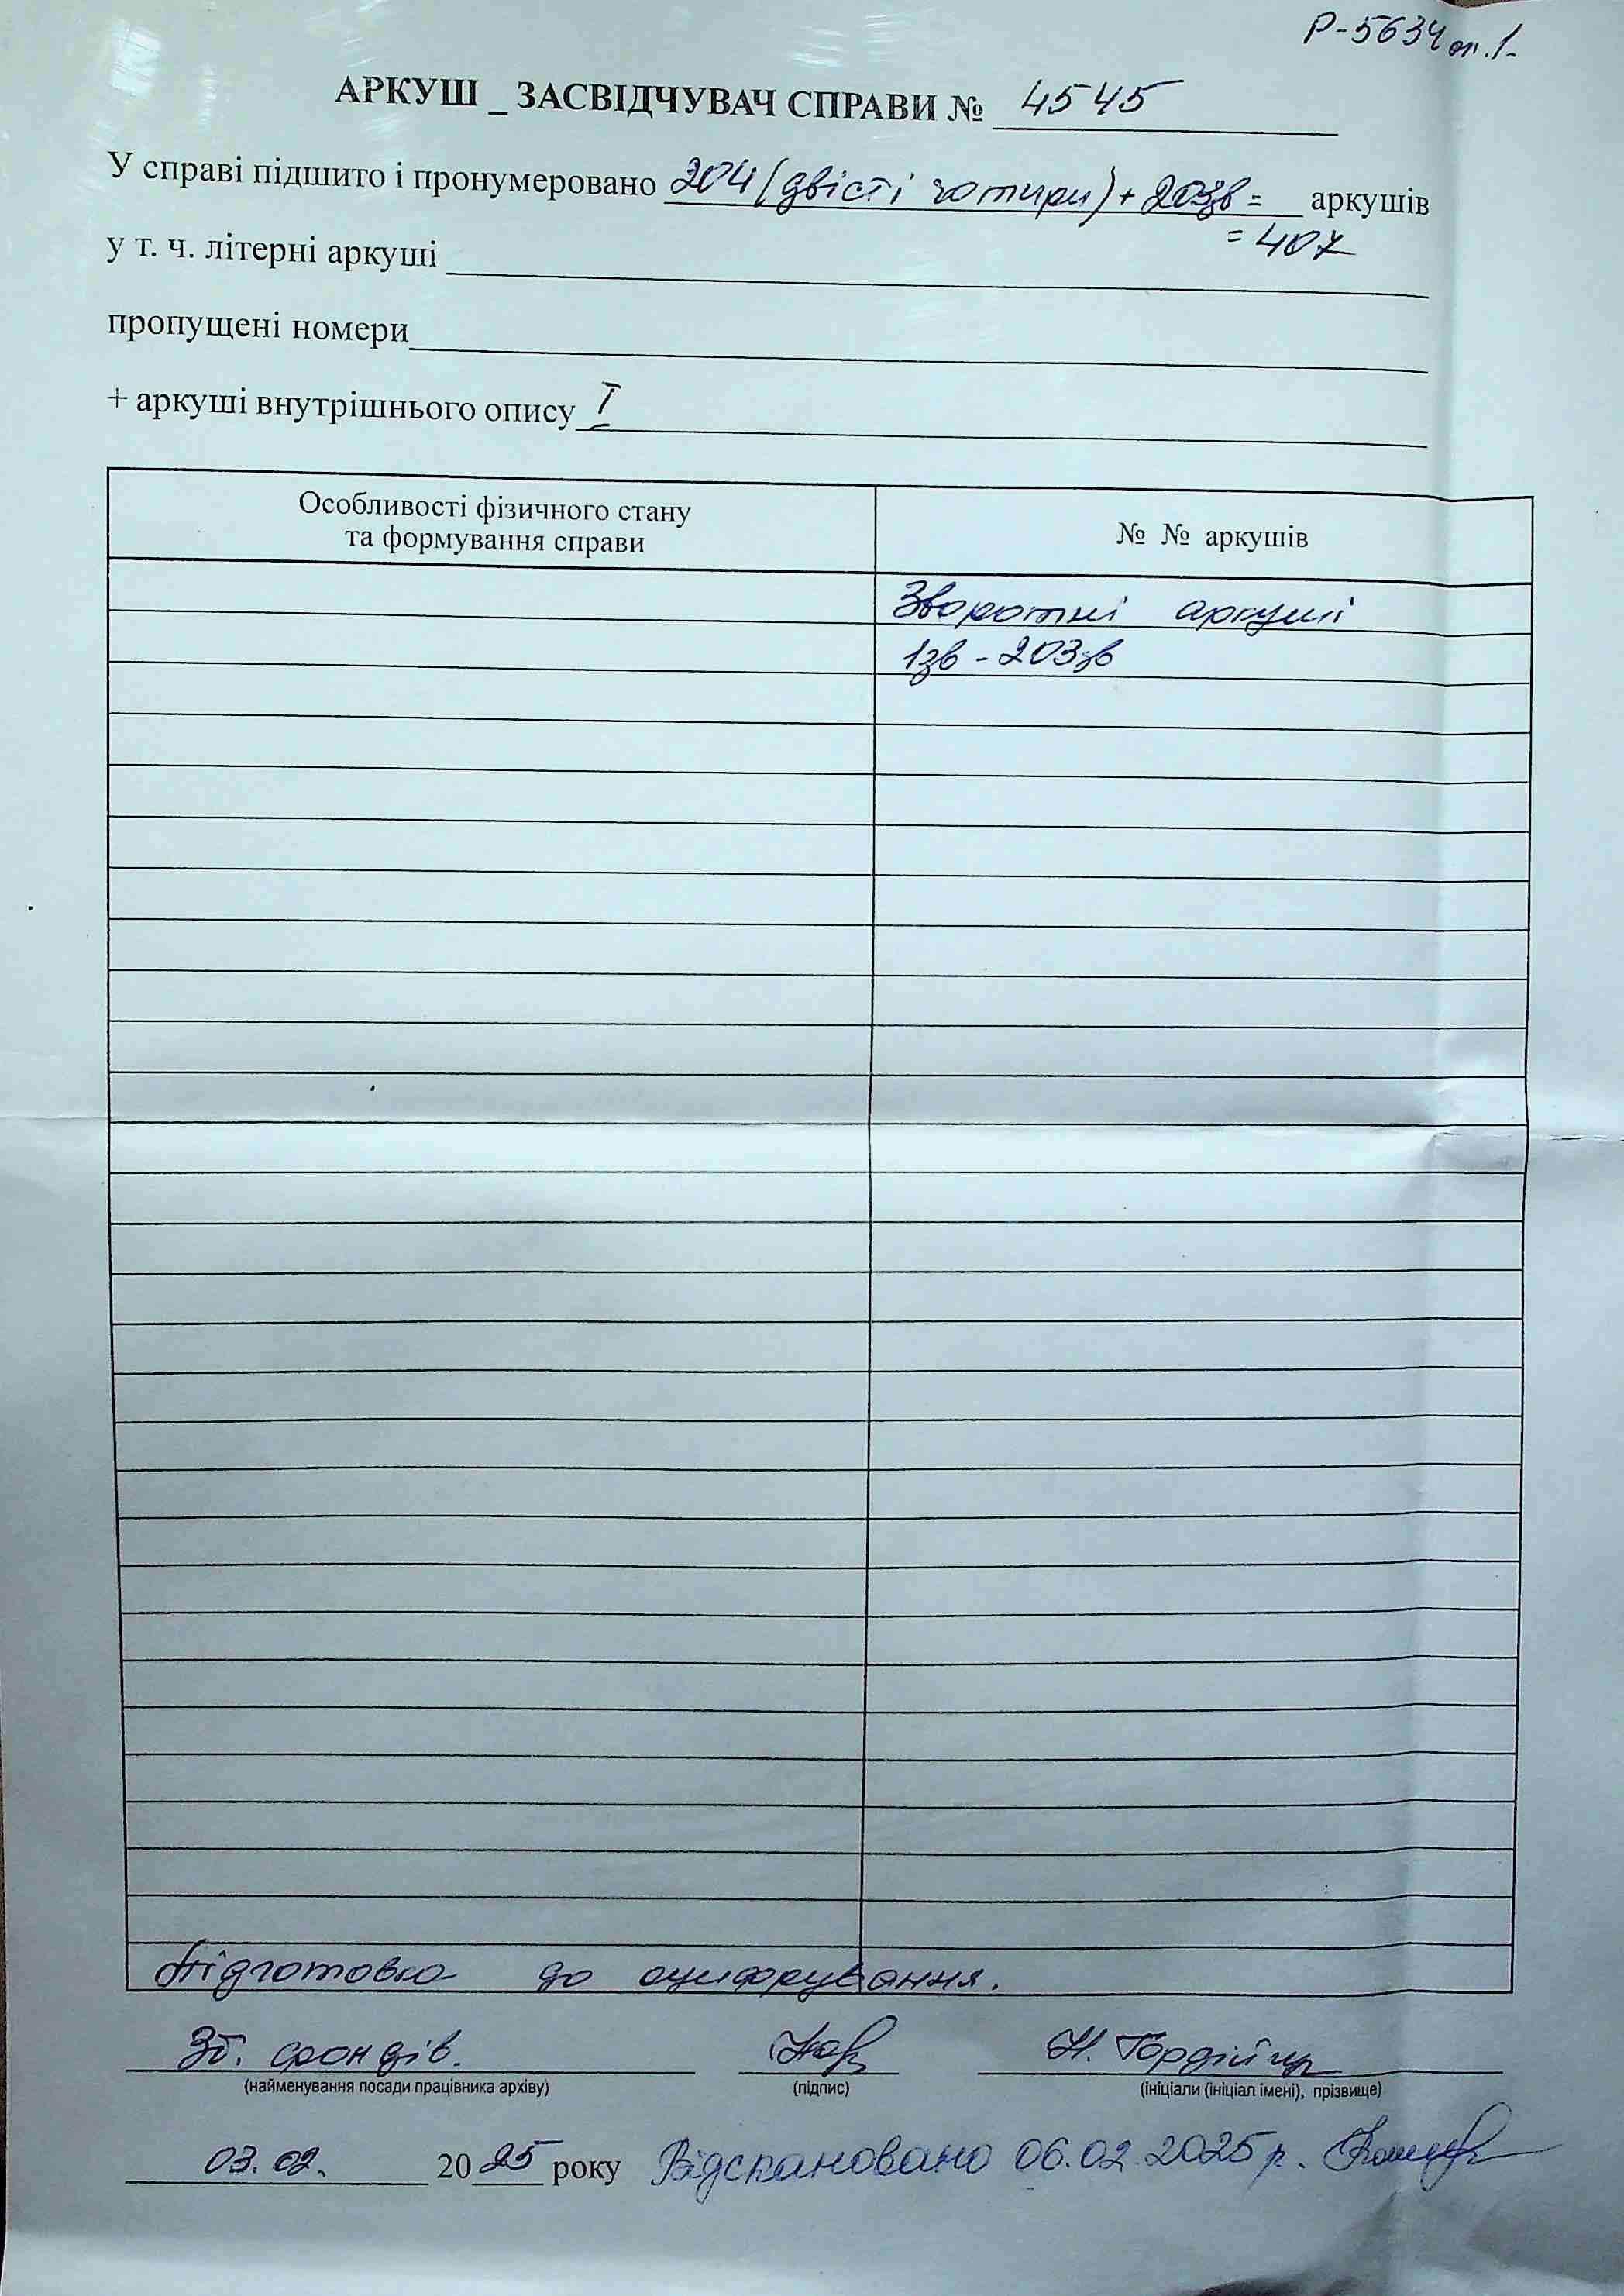 Р-5634 оп.1-
АРКУШ _ ЗАСВІДЧУВАЧ СПРАВИ № 4545
У справі підшито і пронумеровано 204 (двісті чотири) + 203зв = аркушів
= 407
у т. ч. літерні аркуші
пропущені номери
+ аркуші внутрішнього опису I
Особливості фізичного стану
та формування справи
№ № аркушів
Зворотні аркуші
1зв - 203зв
Підготовка до оцифрування.
Зб. фондів.
Н.
(найменування посади працівника архіву) (підпис) (ініціали (ініціал імені), прізвище)
03.02. 2025 року Відскановано 06.02.2025 р.